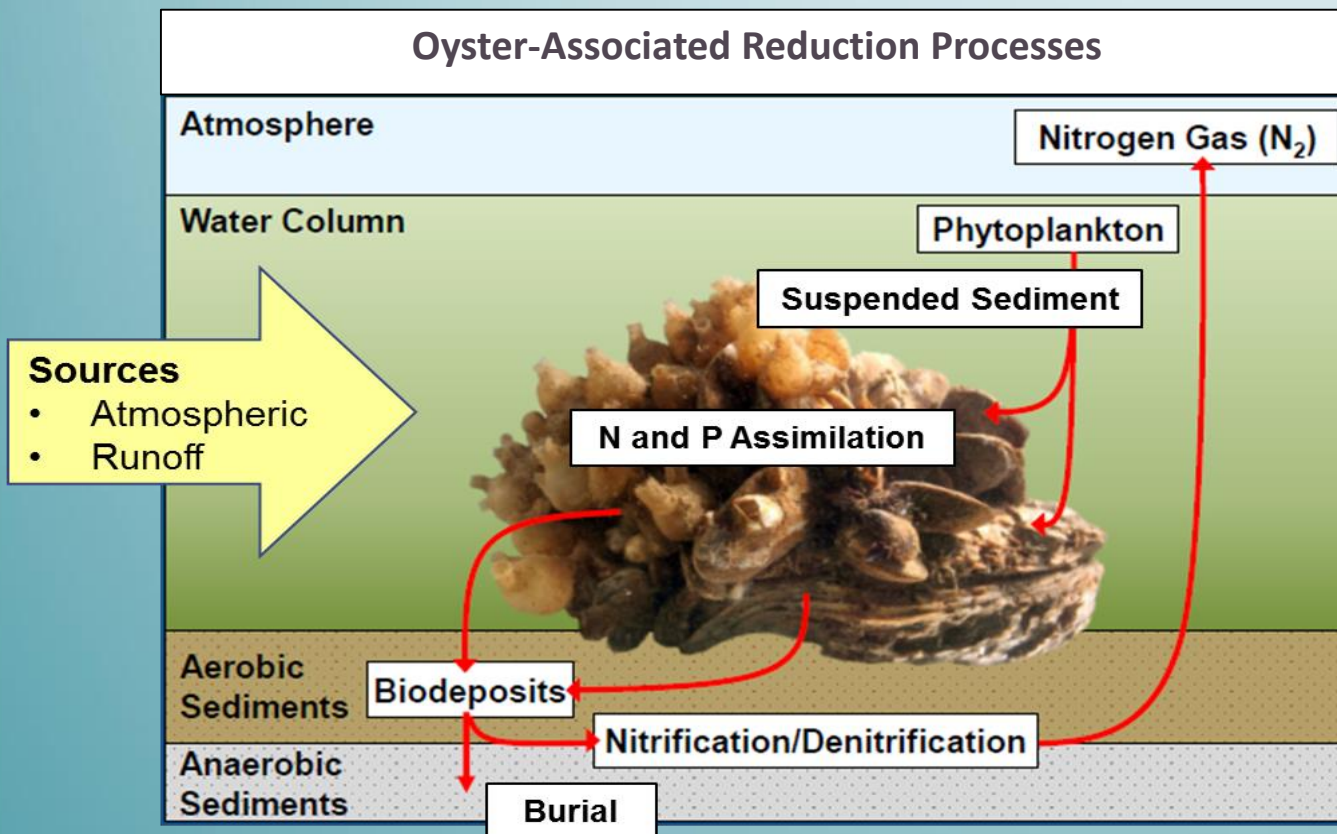 Oyster-Associated Reduction Processes
Atmosphere
Nitrogen Gas (N₂)
Water Column
Phytoplankton
Suspended Sediment
Sources
• Atmospheric
• Runoff
N and P Assimilation
Aerobic
Sediments
Biodeposits
Nitrification/Denitrification
Anaerobic
Sediments
Burial